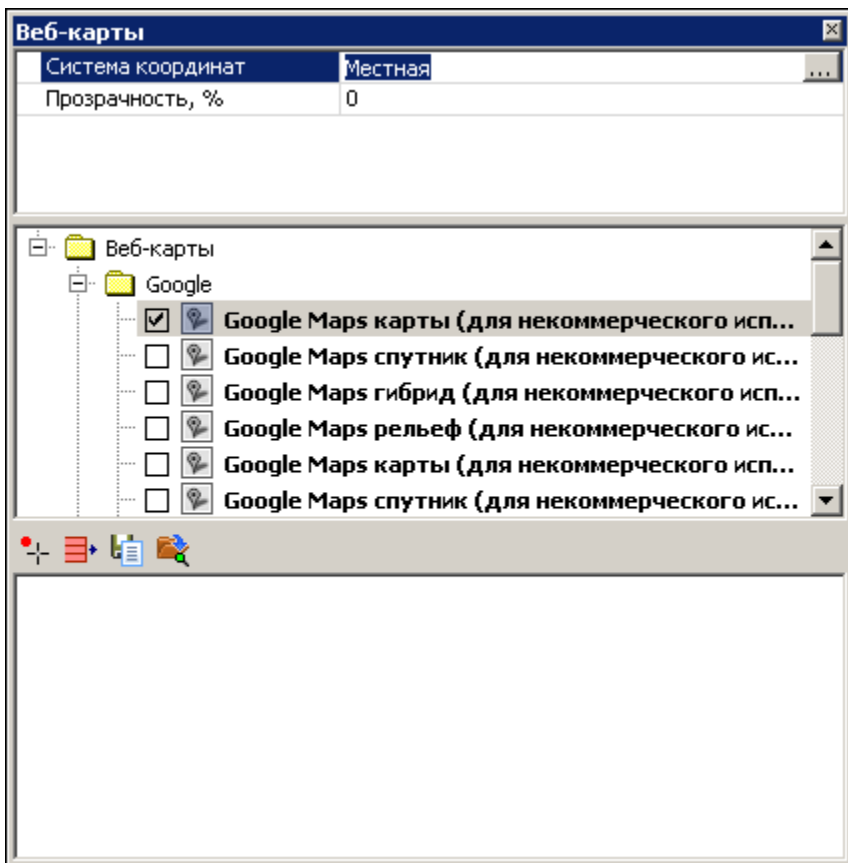 Веб-карты
Система координат Местная ...
Прозрачность, % 0
Веб-карты
Google
Google Maps карты (для некоммерческого исп...
Google Maps спутник (для некоммерческого ис...
Google Maps гибрид (для некоммерческого исп...
Google Maps рельеф (для некоммерческого ис...
Google Maps карты (для некоммерческого исп...
Google Maps спутник (для некоммерческого ис...